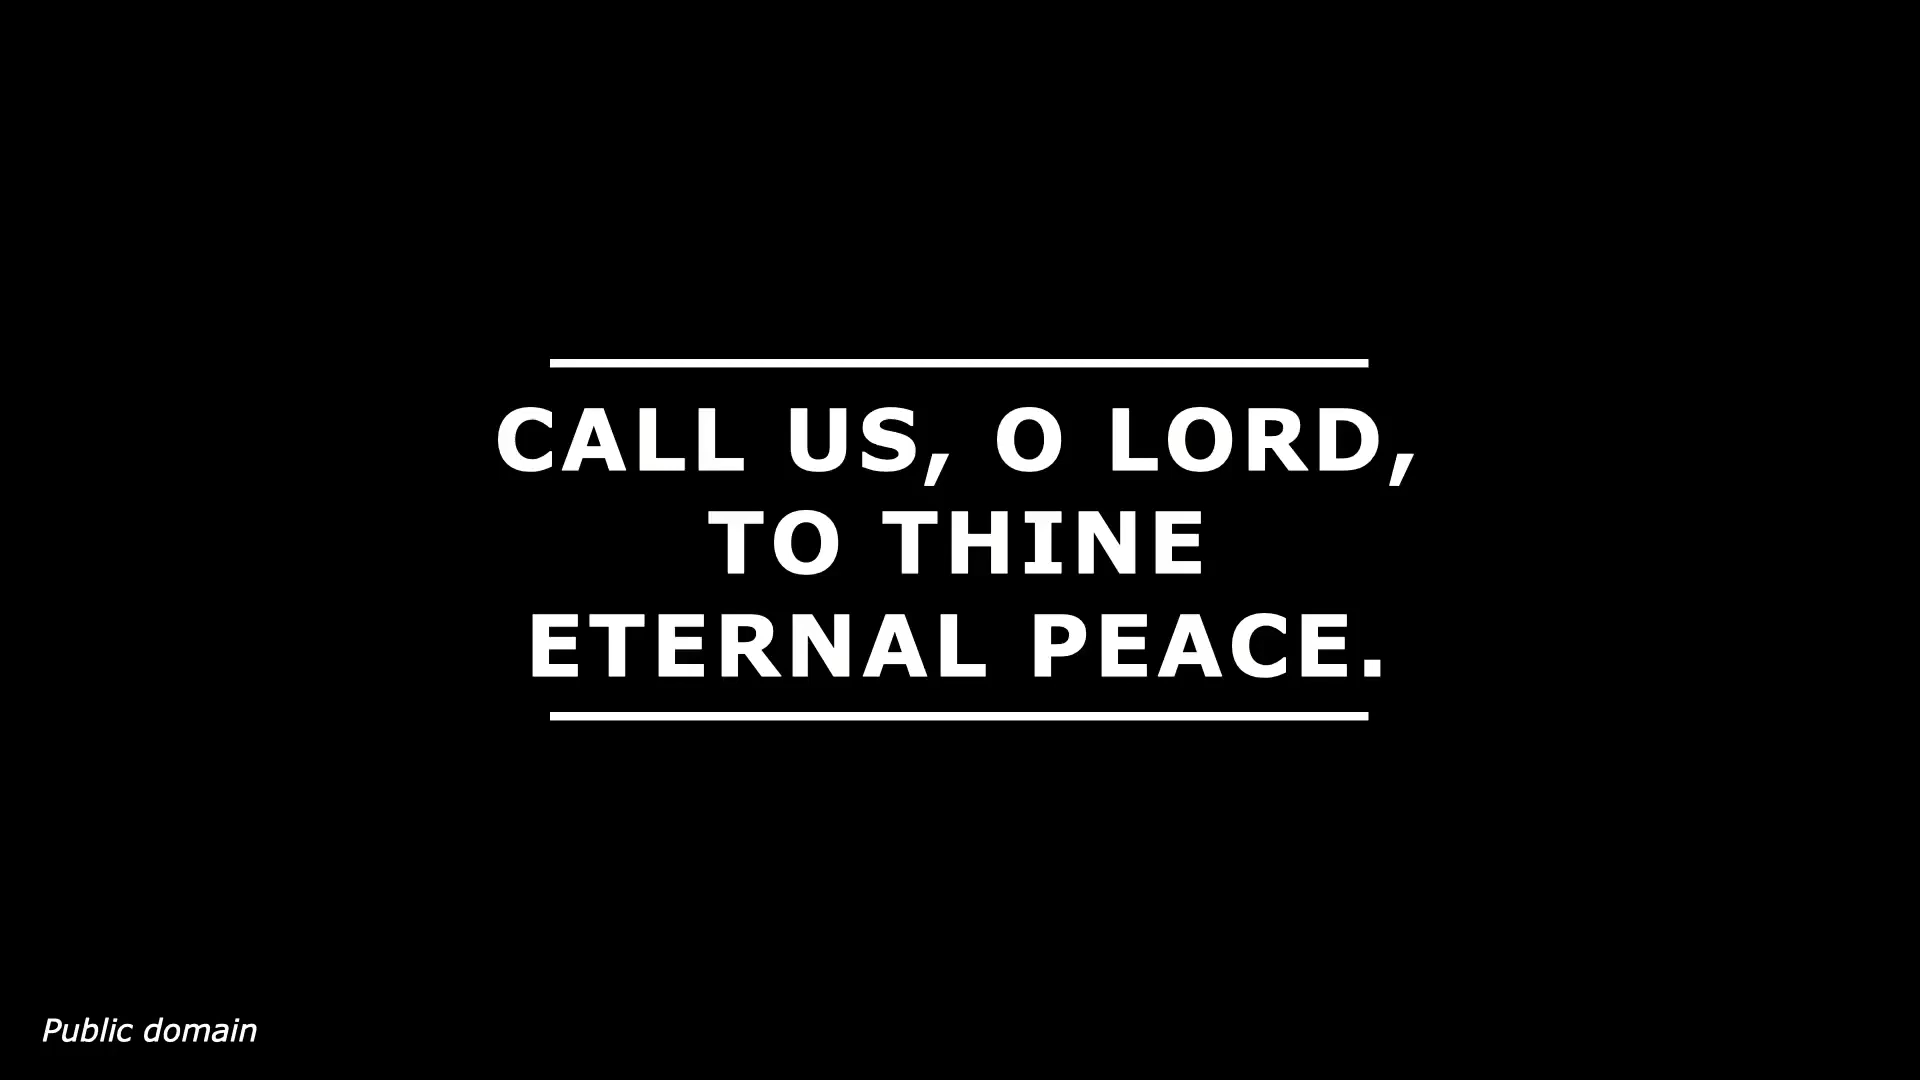 CALL US, O LORD,
TO THINE
ETERNAL PEACE.
Public domain